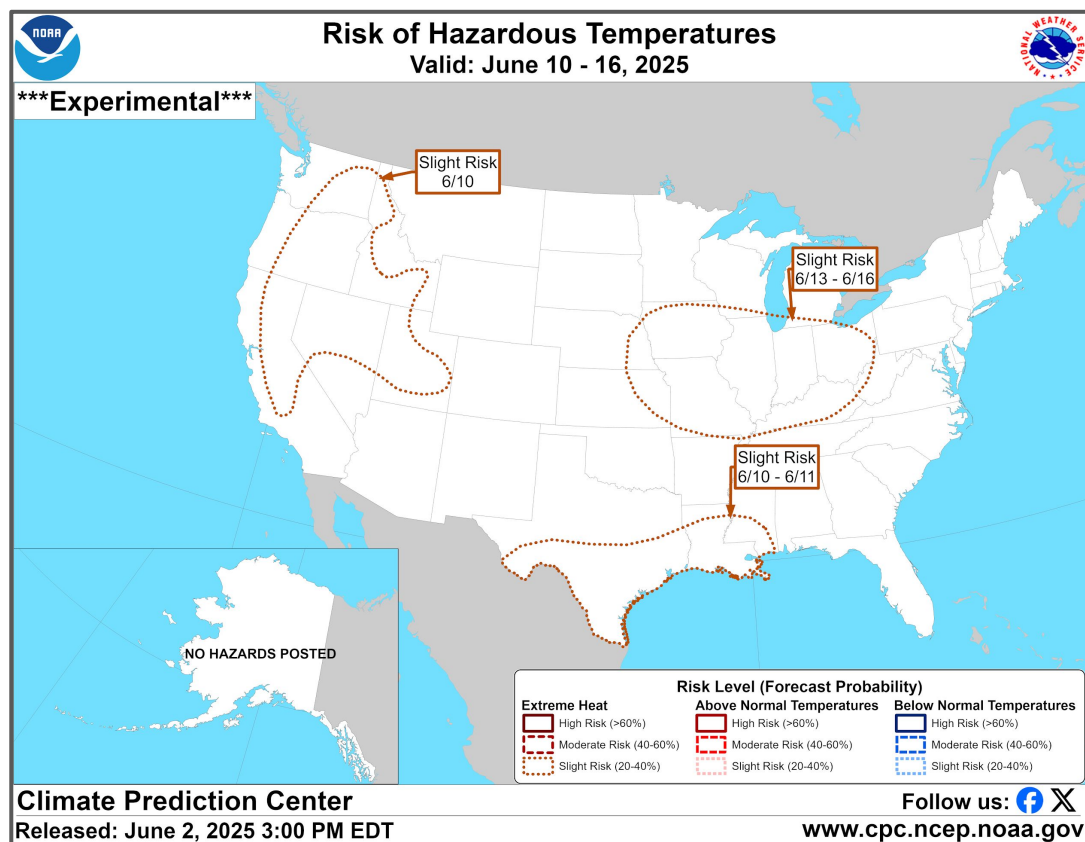 NOAA
Risk of Hazardous Temperatures
Valid: June 10 - 16, 2025
NATIONAL WEATHER SERVICE
***Experimental***
Slight Risk
6/10
Slight Risk
6/13 - 6/16
Slight Risk
6/10 - 6/11
NO HAZARDS POSTED
Risk Level (Forecast Probability)
Extreme Heat
High Risk (>60%)
Moderate Risk (40-60%)
Slight Risk (20-40%)
Above Normal Temperatures
High Risk (>60%)
Moderate Risk (40-60%)
Slight Risk (20-40%)
Below Normal Temperatures
High Risk (>60%)
Moderate Risk (40-60%)
Slight Risk (20-40%)
Climate Prediction Center
Follow us:
Released: June 2, 2025 3:00 PM EDT
www.cpc.ncep.noaa.gov